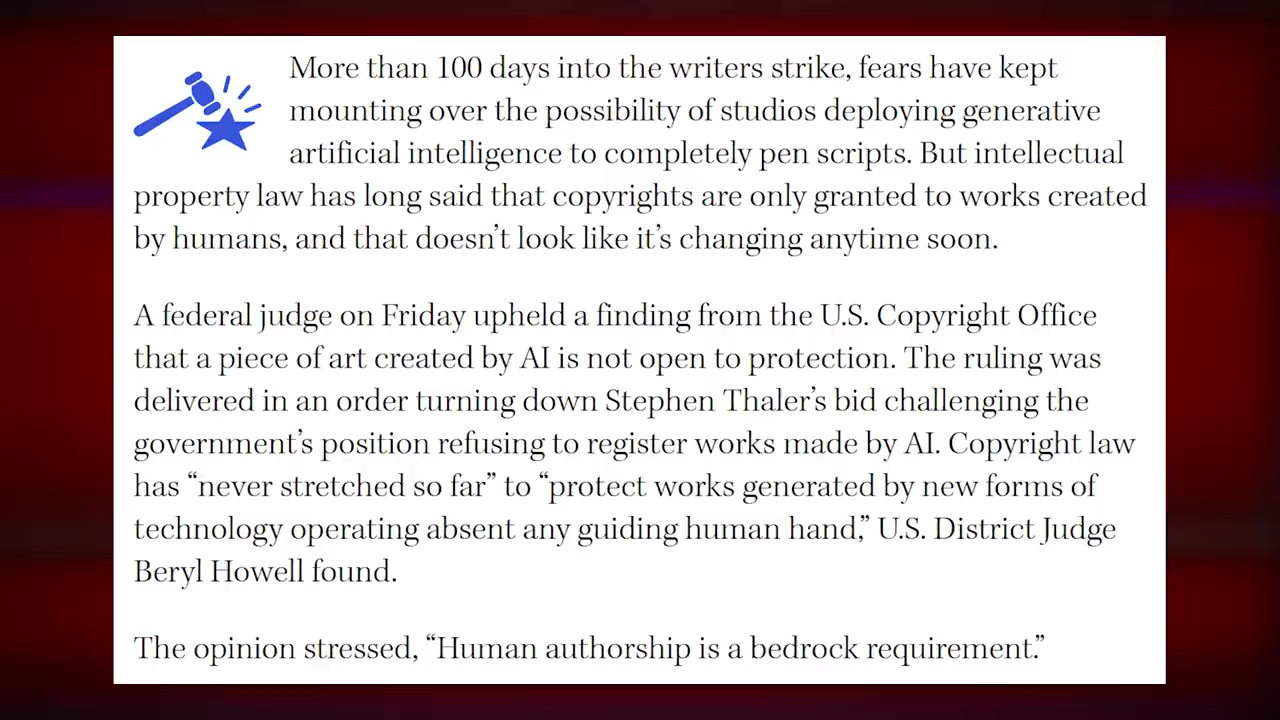 More than 100 days into the writers strike, fears have kept
mounting over the possibility of studios deploying generative
artificial intelligence to completely pen scripts. But intellectual
property law has long said that copyrights are only granted to works created
by humans, and that doesn’t look like it’s changing anytime soon.
A federal judge on Friday upheld a finding from the U.S. Copyright Office
that a piece of art created by AI is not open to protection. The ruling was
delivered in an order turning down Stephen Thaler’s bid challenging the
government’s position refusing to register works made by AI. Copyright law
has “never stretched so far” to “protect works generated by new forms of
technology operating absent any guiding human hand,” U.S. District Judge
Beryl Howell found.
The opinion stressed, “Human authorship is a bedrock requirement.”